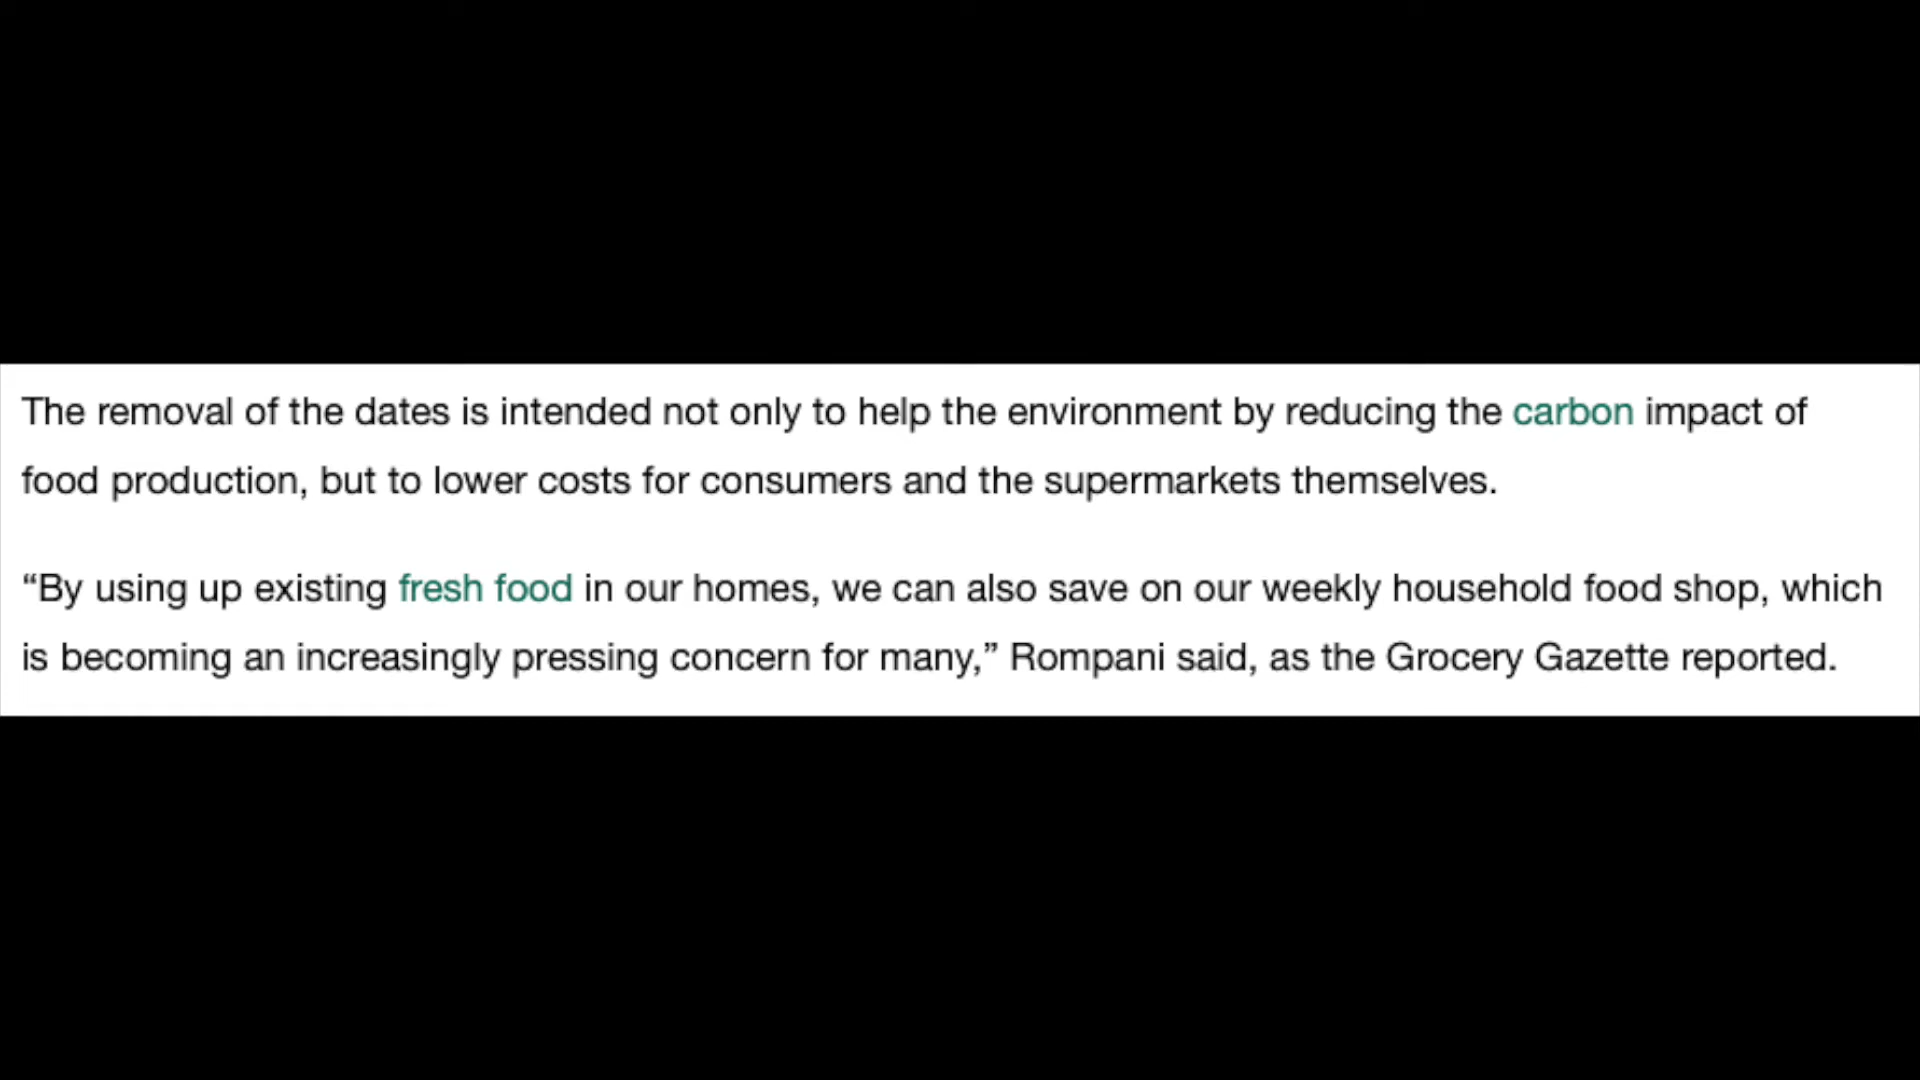 The removal of the dates is intended not only to help the environment by reducing the carbon impact of
food production, but to lower costs for consumers and the supermarkets themselves.
“By using up existing fresh food in our homes, we can also save on our weekly household food shop, which
is becoming an increasingly pressing concern for many,” Rompani said, as the Grocery Gazette reported.